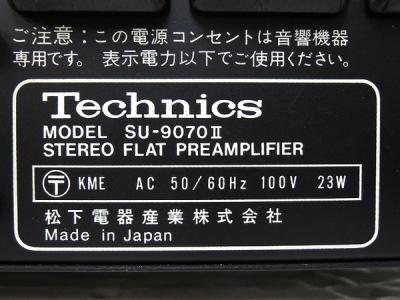 ご注意：この電源コンセントは音響機器
専用です。表示電力以下でご使用ください。
Technics
MODEL SU-9070II
STEREO FLAT PREAMPLIFIER
〒 KME AC 50/60Hz 100V 23W
松下電器産業株式会社
Made in Japan